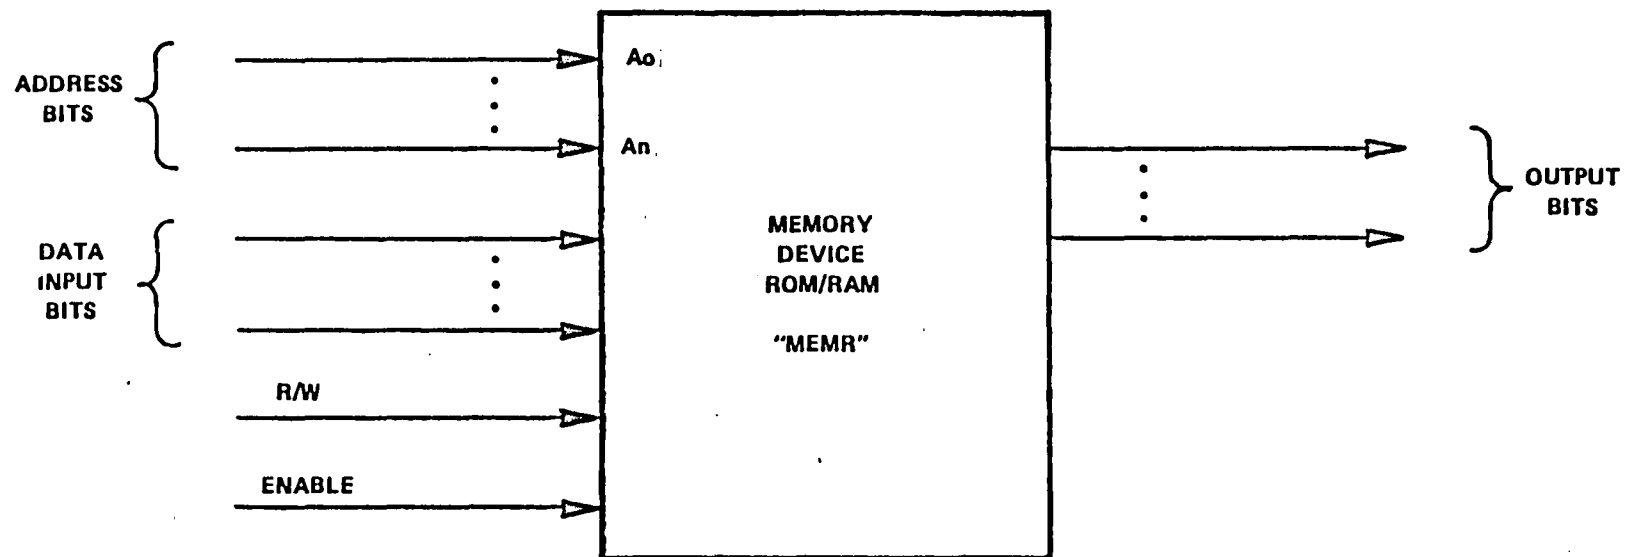 ADDRESS
BITS
Ao
An
DATA
INPUT
BITS
R/W
ENABLE
MEMORY
DEVICE
ROM/RAM
"MEMR"
OUTPUT
BITS